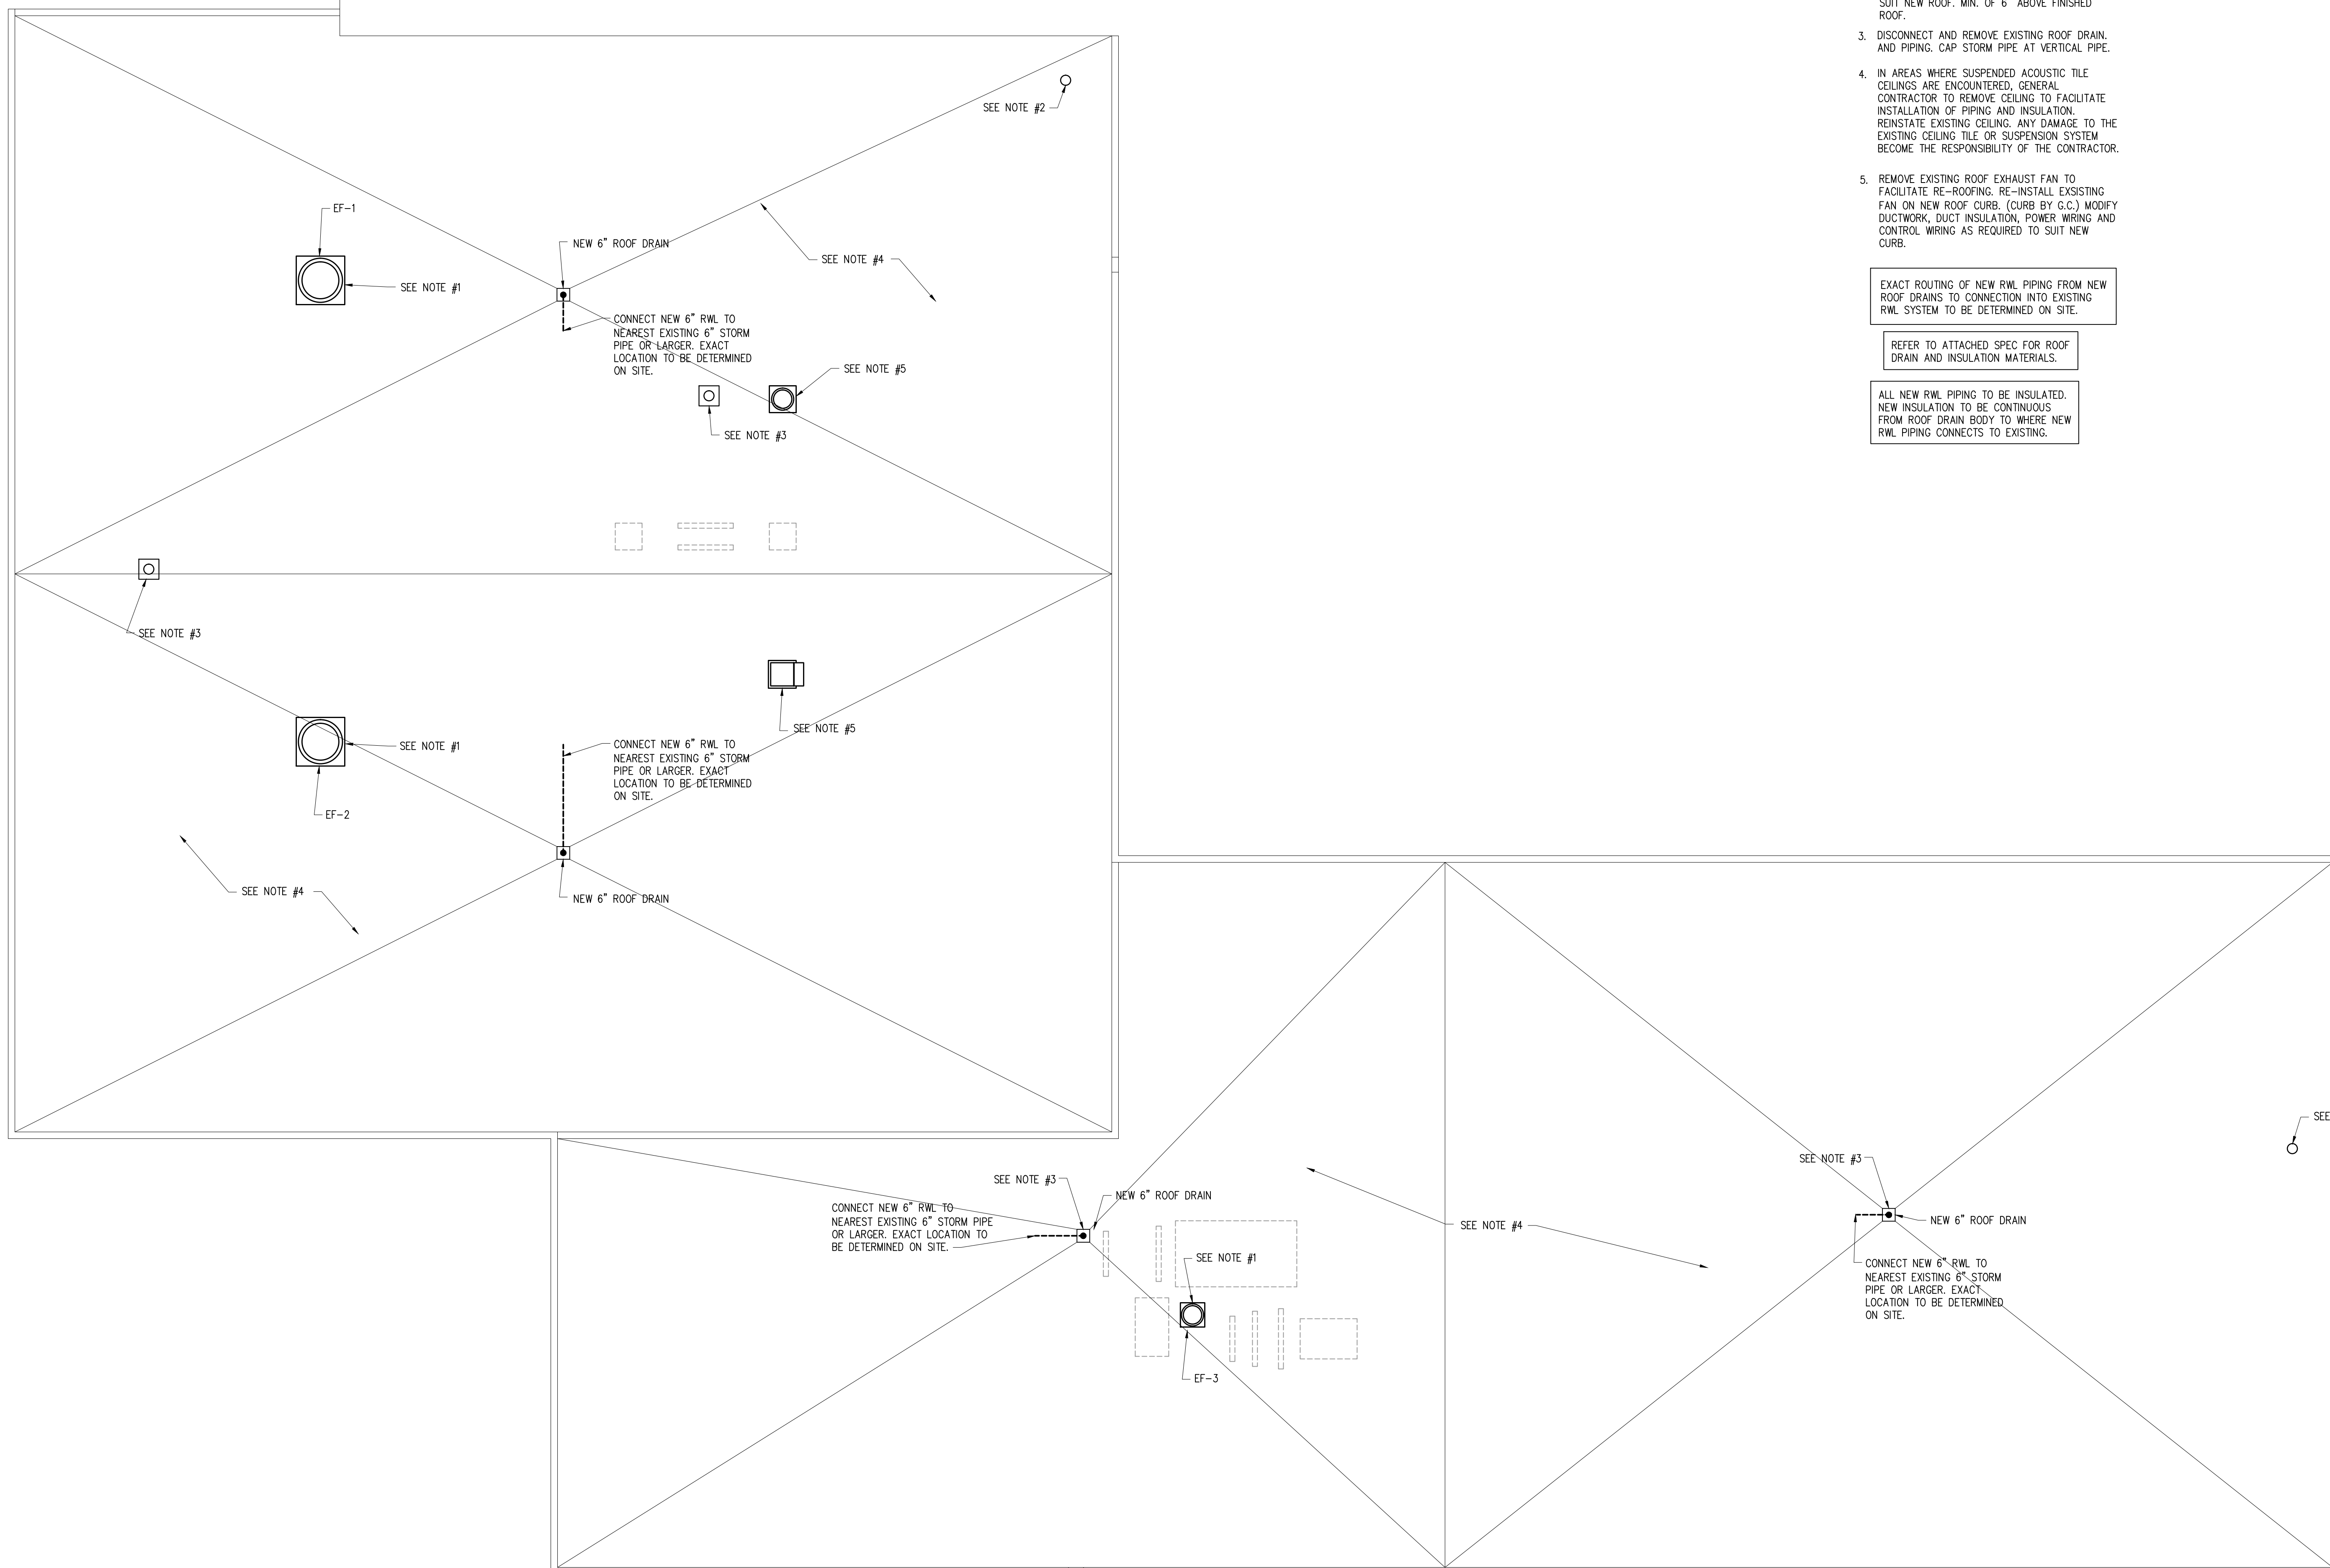 SUIT NEW ROOF. MIN. OF 6" ABOVE FINISHED
ROOF.
3. DISCONNECT AND REMOVE EXISTING ROOF DRAIN.
AND PIPING. CAP STORM PIPE AT VERTICAL PIPE.
4. IN AREAS WHERE SUSPENDED ACOUSTIC TILE
CEILINGS ARE ENCOUNTERED, GENERAL
CONTRACTOR TO REMOVE CEILING TO FACILITATE
INSTALLATION OF PIPING AND INSULATION.
REINSTATE EXISTING CEILING. ANY DAMAGE TO THE
EXISTING CEILING TILE OR SUSPENSION SYSTEM
BECOME THE RESPONSIBILITY OF THE CONTRACTOR.
5. REMOVE EXISTING ROOF EXHAUST FAN TO
FACILITATE RE-ROOFING. RE-INSTALL EXSISTING
FAN ON NEW ROOF CURB. (CURB BY G.C.) MODIFY
DUCTWORK, DUCT INSULATION, POWER WIRING AND
CONTROL WIRING AS REQUIRED TO SUIT NEW
CURB.
EXACT ROUTING OF NEW RWL PIPING FROM NEW
ROOF DRAINS TO CONNECTION INTO EXISTING
RWL SYSTEM TO BE DETERMINED ON SITE.
REFER TO ATTACHED SPEC FOR ROOF
DRAIN AND INSULATION MATERIALS.
ALL NEW RWL PIPING TO BE INSULATED.
NEW INSULATION TO BE CONTINUOUS
FROM ROOF DRAIN BODY TO WHERE NEW
RWL PIPING CONNECTS TO EXISTING.
SEE NOTE #2
EF-1
NEW 6" ROOF DRAIN
SEE NOTE #4
SEE NOTE #1
CONNECT NEW 6" RWL TO
NEAREST EXISTING 6" STORM
PIPE OR LARGER. EXACT
LOCATION TO BE DETERMINED
ON SITE.
SEE NOTE #5
SEE NOTE #3
SEE NOTE #3
SEE NOTE #5
SEE NOTE #1
CONNECT NEW 6" RWL TO
NEAREST EXISTING 6" STORM
PIPE OR LARGER. EXACT
LOCATION TO BE DETERMINED
ON SITE.
EF-2
SEE NOTE #4
NEW 6" ROOF DRAIN
SEE
SEE NOTE #3
SEE NOTE #3
NEW 6" ROOF DRAIN
CONNECT NEW 6" RWL TO
NEAREST EXISTING 6" STORM PIPE
OR LARGER. EXACT LOCATION TO
BE DETERMINED ON SITE.
SEE NOTE #4
NEW 6" ROOF DRAIN
SEE NOTE #1
CONNECT NEW 6" RWL TO
NEAREST EXISTING 6" STORM
PIPE OR LARGER. EXACT
LOCATION TO BE DETERMINED
ON SITE.
EF-3